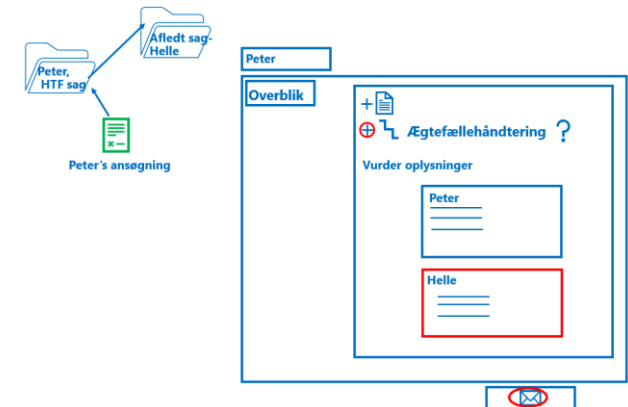 Afledt sag-
Helle
Peter,
HTF sag
Peter's ansøgning
Peter
Overblik
Ægtefællehåndtering ?
Vurder oplysninger
Peter
Helle